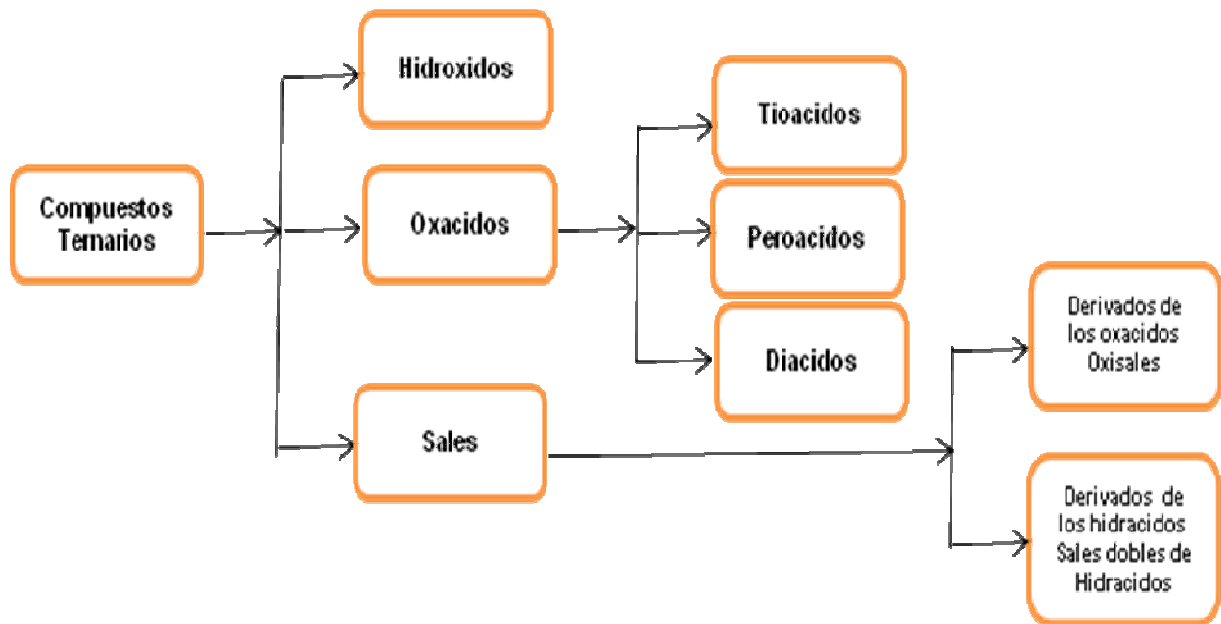 Compuestos
Ternarios
Hidroxidos
Oxacidos
Sales
Tioacidos
Peroacidos
Diacidos
Derivados de
los oxacidos
Oxisales
Derivados de
los hidracidos
Sales dobles de
Hidracidos